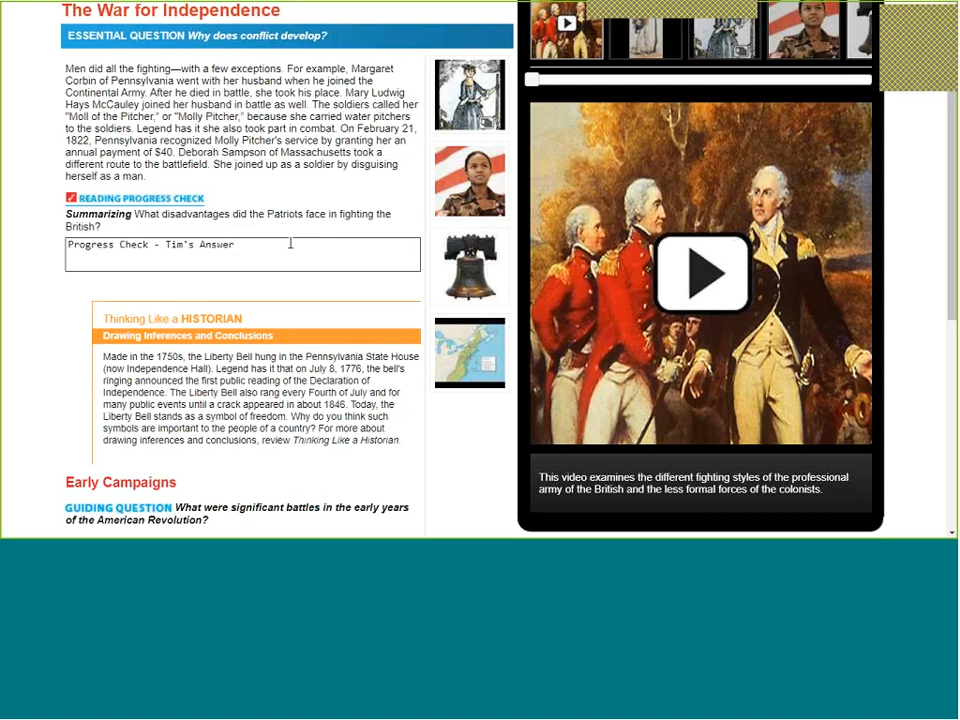 The War for Independence
ESSENTIAL QUESTION Why does conflict develop?
Men did all the fighting—with a few exceptions. For example, Margaret
Corbin of Pennsylvania went with her husband when he joined the
Continental Army. After he died in battle, she took his place. Mary Ludwig
Hays McCauley joined her husband in battle as well. The soldiers called her
"Moll of the Pitcher," or "Molly Pitcher," because she carried water pitchers
to the soldiers. Legend has it she also took part in combat. On February 21,
1822, Pennsylvania recognized Molly Pitcher's service by granting her an
annual payment of $40. Deborah Sampson of Massachusetts took a
different route to the battlefield. She joined up as a soldier by disguising
herself as a man.
READING PROGRESS CHECK
Summarizing What disadvantages did the Patriots face in fighting the
British?
Progress Check - Tim's Answer
Thinking Like a HISTORIAN
Drawing Inferences and Conclusions
Made in the 1750s, the Liberty Bell hung in the Pennsylvania State House
(now Independence Hall). Legend has it that on July 8, 1776, the bell's
ringing announced the first public reading of the Declaration of
Independence. The Liberty Bell also rang every Fourth of July and for
many public events until a crack appeared in about 1846. Today, the
Liberty Bell stands as a symbol of freedom. Why do you think such
symbols are important to the people of a country? For more about
drawing inferences and conclusions, review Thinking Like a Historian.
Early Campaigns
GUIDING QUESTION What were significant battles in the early years
of the American Revolution?
This video examines the different fighting styles of the professional
army of the British and the less formal forces of the colonists.